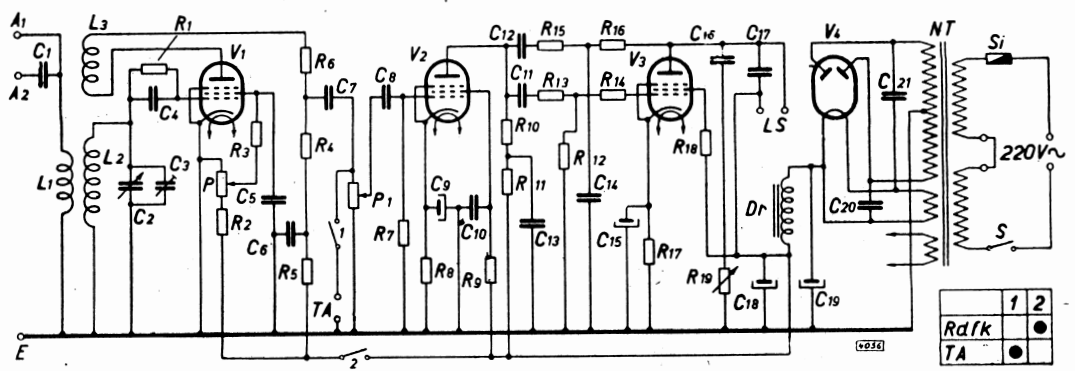 A1
A2
C1
L3
R1
V1
C4
L1
L2
C3
C2
P
R2
R3
C5
C6
R5
R6
R4
C7
1
TA
P1
C8
R7
V2
C9
C10
R8
R9
C12
R15
R16
C11
R13
R14
R10
R11
R12
C13
C14
V3
C15
R17
R18
C16
C17
LS
R19
Dr
C18
C19
V4
C21
C20
NT
Si
220V~
S
E
2
4036
1 2
Rdfk ●
TA ●